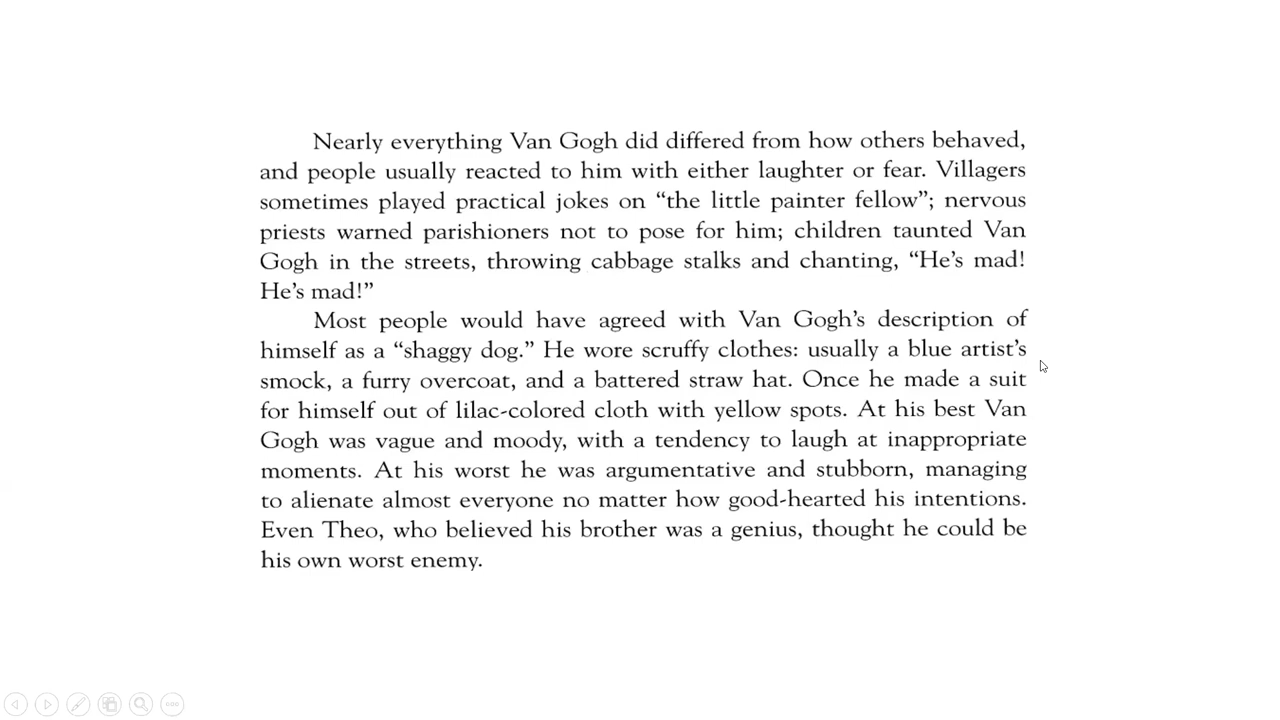 Nearly everything Van Gogh did differed from how others behaved,
and people usually reacted to him with either laughter or fear. Villagers
sometimes played practical jokes on “the little painter fellow”; nervous
priests warned parishioners not to pose for him; children taunted Van
Gogh in the streets, throwing cabbage stalks and chanting, “He’s mad!
He’s mad!”
Most people would have agreed with Van Gogh’s description of
himself as a “shaggy dog.” He wore scruffy clothes: usually a blue artist’s
smock, a furry overcoat, and a battered straw hat. Once he made a suit
for himself out of lilac-colored cloth with yellow spots. At his best Van
Gogh was vague and moody, with a tendency to laugh at inappropriate
moments. At his worst he was argumentative and stubborn, managing
to alienate almost everyone no matter how good-hearted his intentions.
Even Theo, who believed his brother was a genius, thought he could be
his own worst enemy.